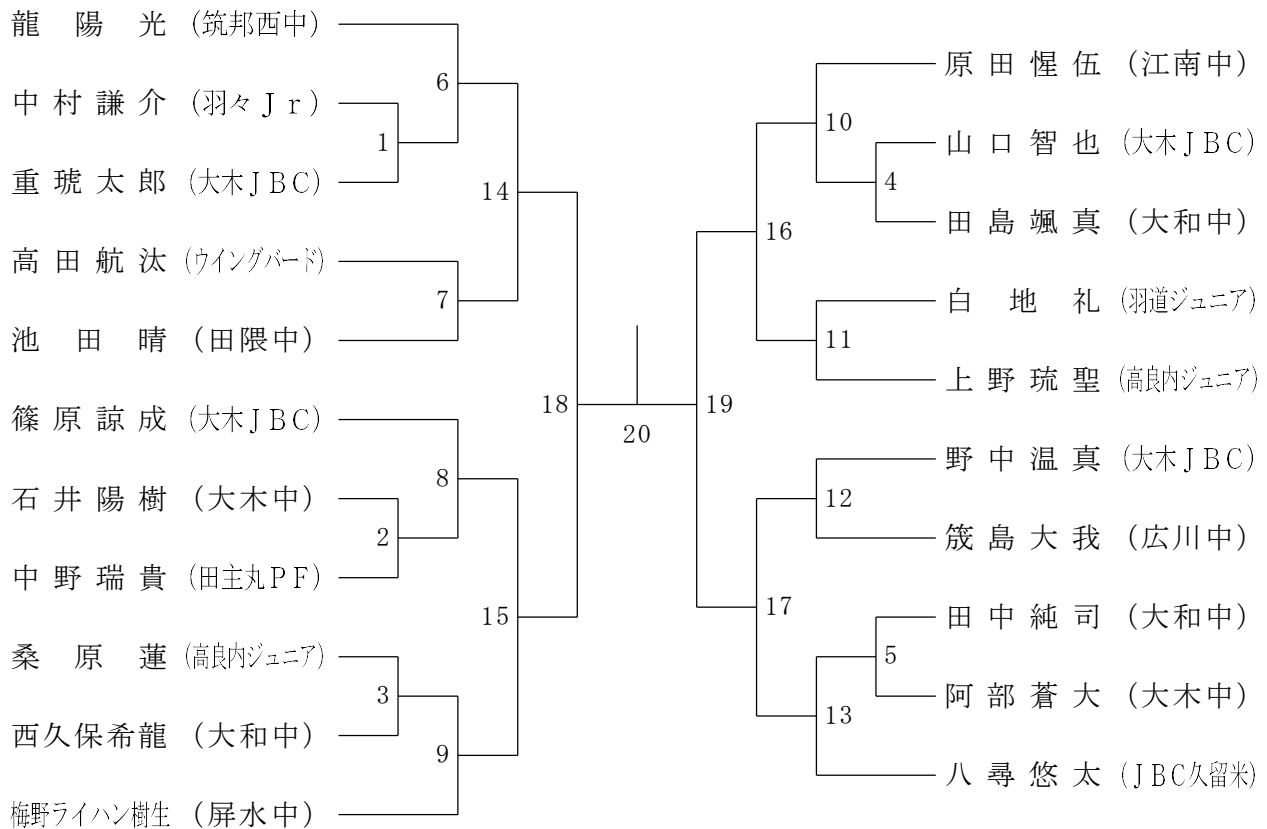 龍陽光 (筑邦西中)
中村謙介 (羽々Ｊｒ)
重琥太郎 (大木ＪＢＣ)
高田航汰 (ウイングバード)
池田晴 (田隈中)
篠原諒成 (大木ＪＢＣ)
石井陽樹 (大木中)
中野瑞貴 (田主丸ＰＦ)
桑原蓮 (高良内ジュニア)
西久保希龍 (大和中)
梅野ライハン樹生 (屏水中)
1
2
3
6
7
8
9
14
15
18
20
19
16
17
10
11
12
13
4
5
原田惺伍 (江南中)
山口智也 (大木ＪＢＣ)
田島颯真 (大和中)
白地礼 (羽道ジュニア)
上野琉聖 (高良内ジュニア)
野中温真 (大木ＪＢＣ)
筬島大我 (広川中)
田中純司 (大和中)
阿部蒼大 (大木中)
八尋悠太 (ＪＢＣ久留米)